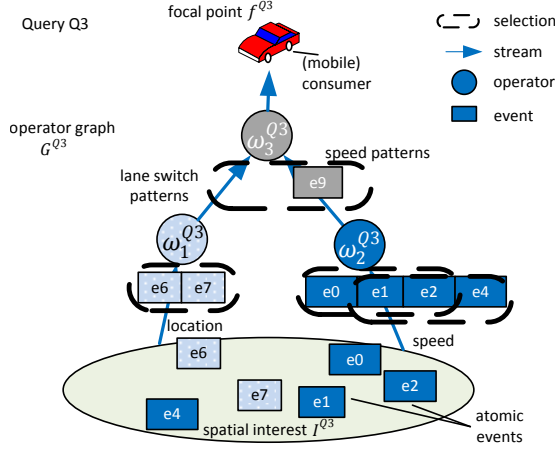 Query Q3
focal point f^Q3
selection
stream
operator
event
(mobile)
consumer
operator graph
G^Q3
ω_3^Q3
speed patterns
lane switch
patterns
e9
ω_1^Q3
ω_2^Q3
e6 e7
e0 e1 e2 e4
location
speed
e6
e0
e2
e7
e1
e4
spatial interest I^Q3
atomic
events